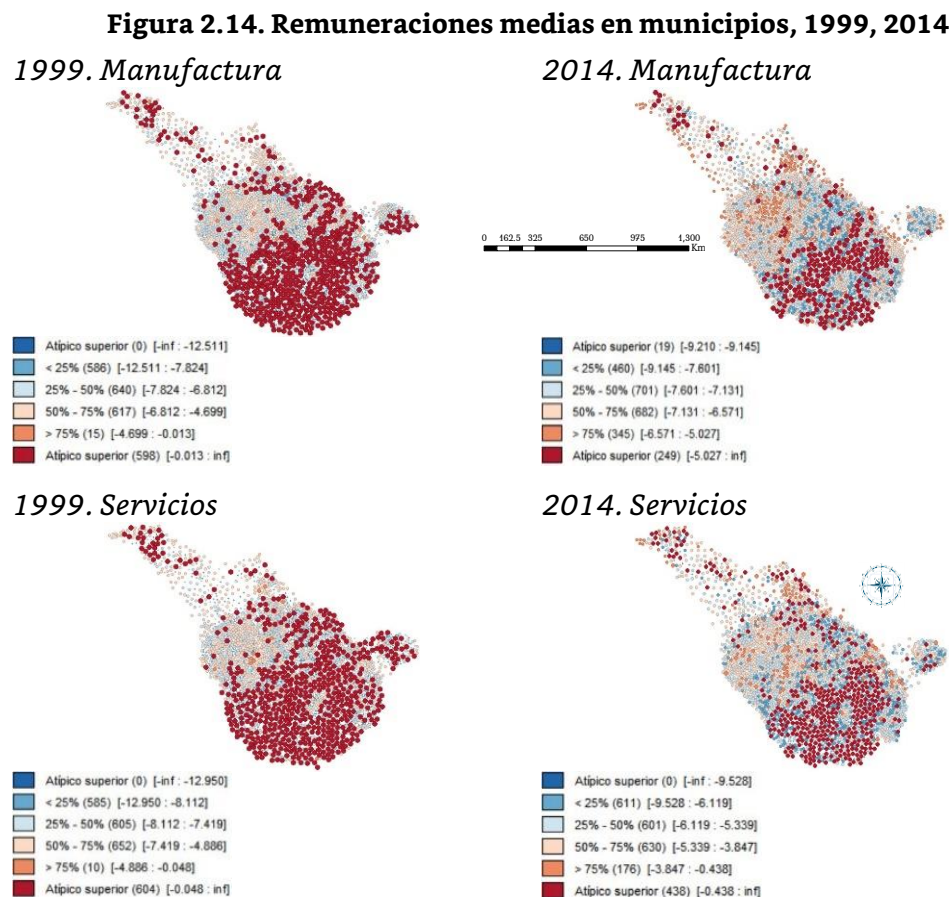 Figura 2.14. Remuneraciones medias en municipios, 1999, 2014
1999. Manufactura
2014. Manufactura
0 162.5 325 650 975 1,300
Km
Atípico superior (0) [-inf : -12.511]
< 25% (586) [-12.511 : -7.824]
25% - 50% (640) [-7.824 : -6.812]
50% - 75% (617) [-6.812 : -4.699]
> 75% (15) [-4.699 : -0.013]
Atípico superior (598) [-0.013 : inf]
Atípico superior (19) [-9.210 : -9.145]
< 25% (460) [-9.145 : -7.601]
25% - 50% (701) [-7.601 : -7.131]
50% - 75% (682) [-7.131 : -6.571]
> 75% (345) [-6.571 : -5.027]
Atípico superior (249) [-5.027 : inf]
1999. Servicios
2014. Servicios
Atípico superior (0) [-inf : -12.950]
< 25% (585) [-12.950 : -8.112]
25% - 50% (605) [-8.112 : -7.419]
50% - 75% (652) [-7.419 : -4.886]
> 75% (10) [-4.886 : -0.048]
Atípico superior (604) [-0.048 : inf]
Atípico superior (0) [-inf : -9.528]
< 25% (611) [-9.528 : -6.119]
25% - 50% (601) [-6.119 : -5.339]
50% - 75% (630) [-5.339 : -3.847]
> 75% (176) [-3.847 : -0.438]
Atípico superior (438) [-0.438 : inf]